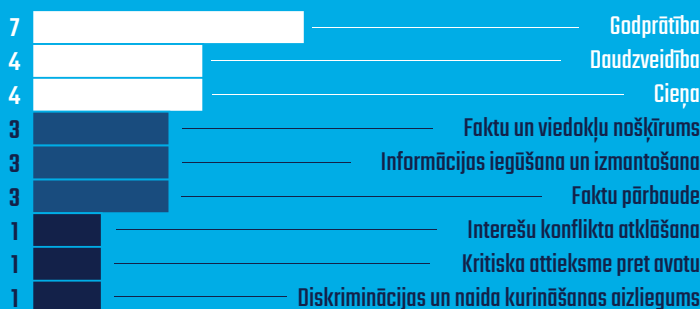 7 Godprātība
4 Daudzveidība
4 Cieņa
3 Faktu un viedokļu nošķīrums
3 Informācijas iegūšana un izmantošana
3 Faktu pārbaude
1 Interešu konflikta atklāšana
1 Kritiska attieksme pret avotu
1 Diskriminācijas un naida kurināšanas aizliegums